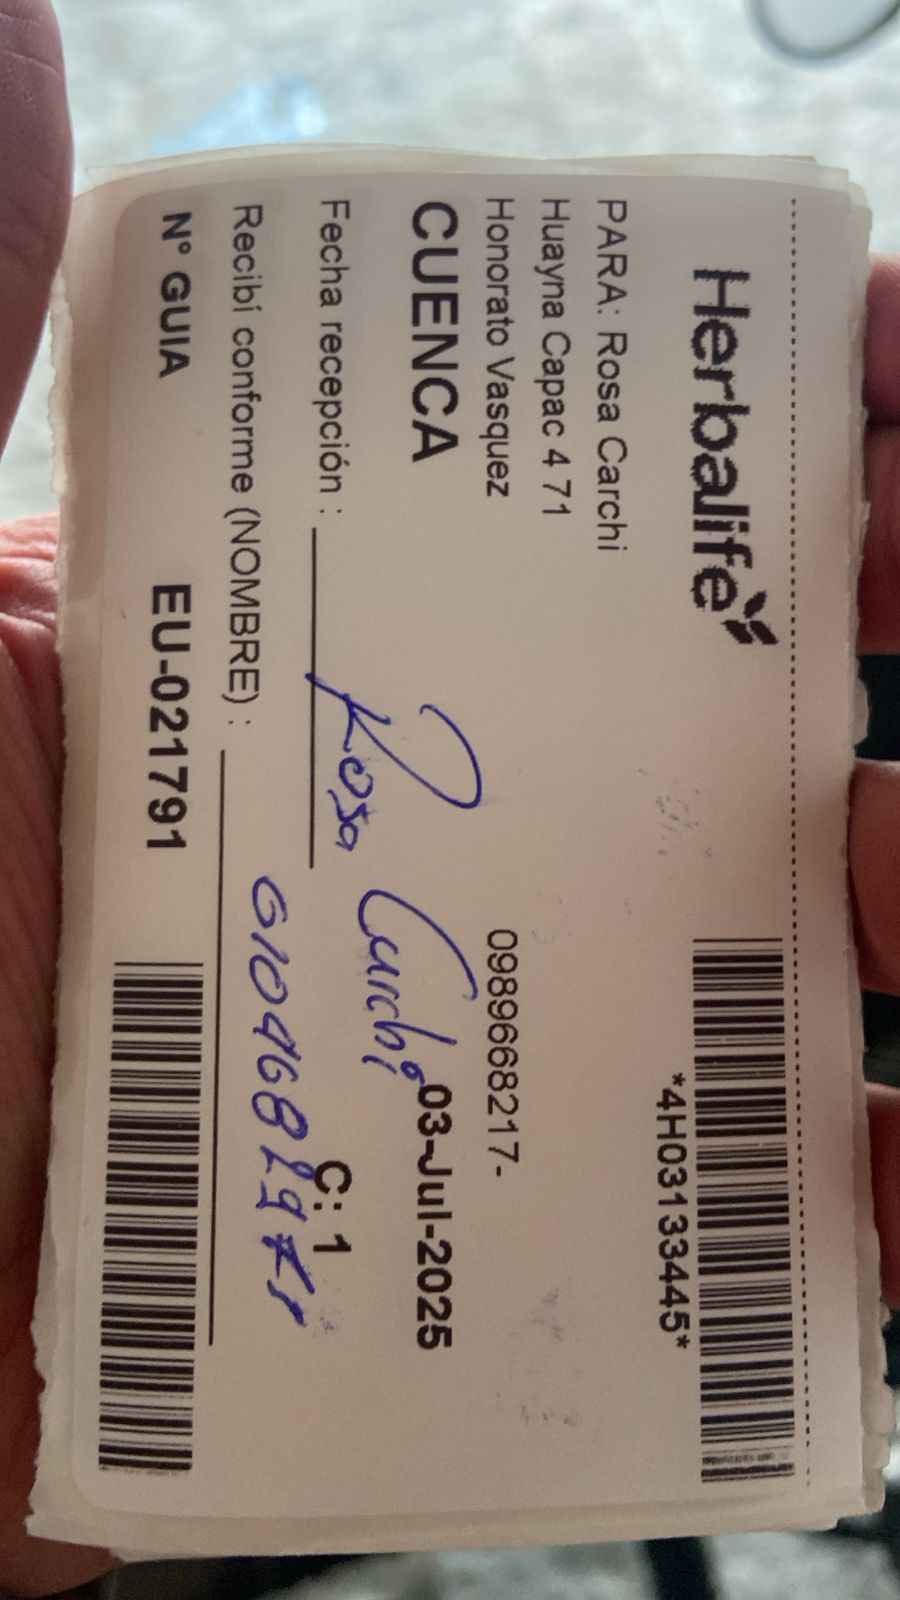 Herbalife
*4H03133445*
PARA: Rosa Carchi
Huayna Capac 4 71
Honorato Vasquez
0989668217-
CUENCA
03-Jul-2025
Rosa Carchi
Fecha recepción :
C: 1
Recibí conforme (NOMBRE) :
N° GUIA
EU-021791